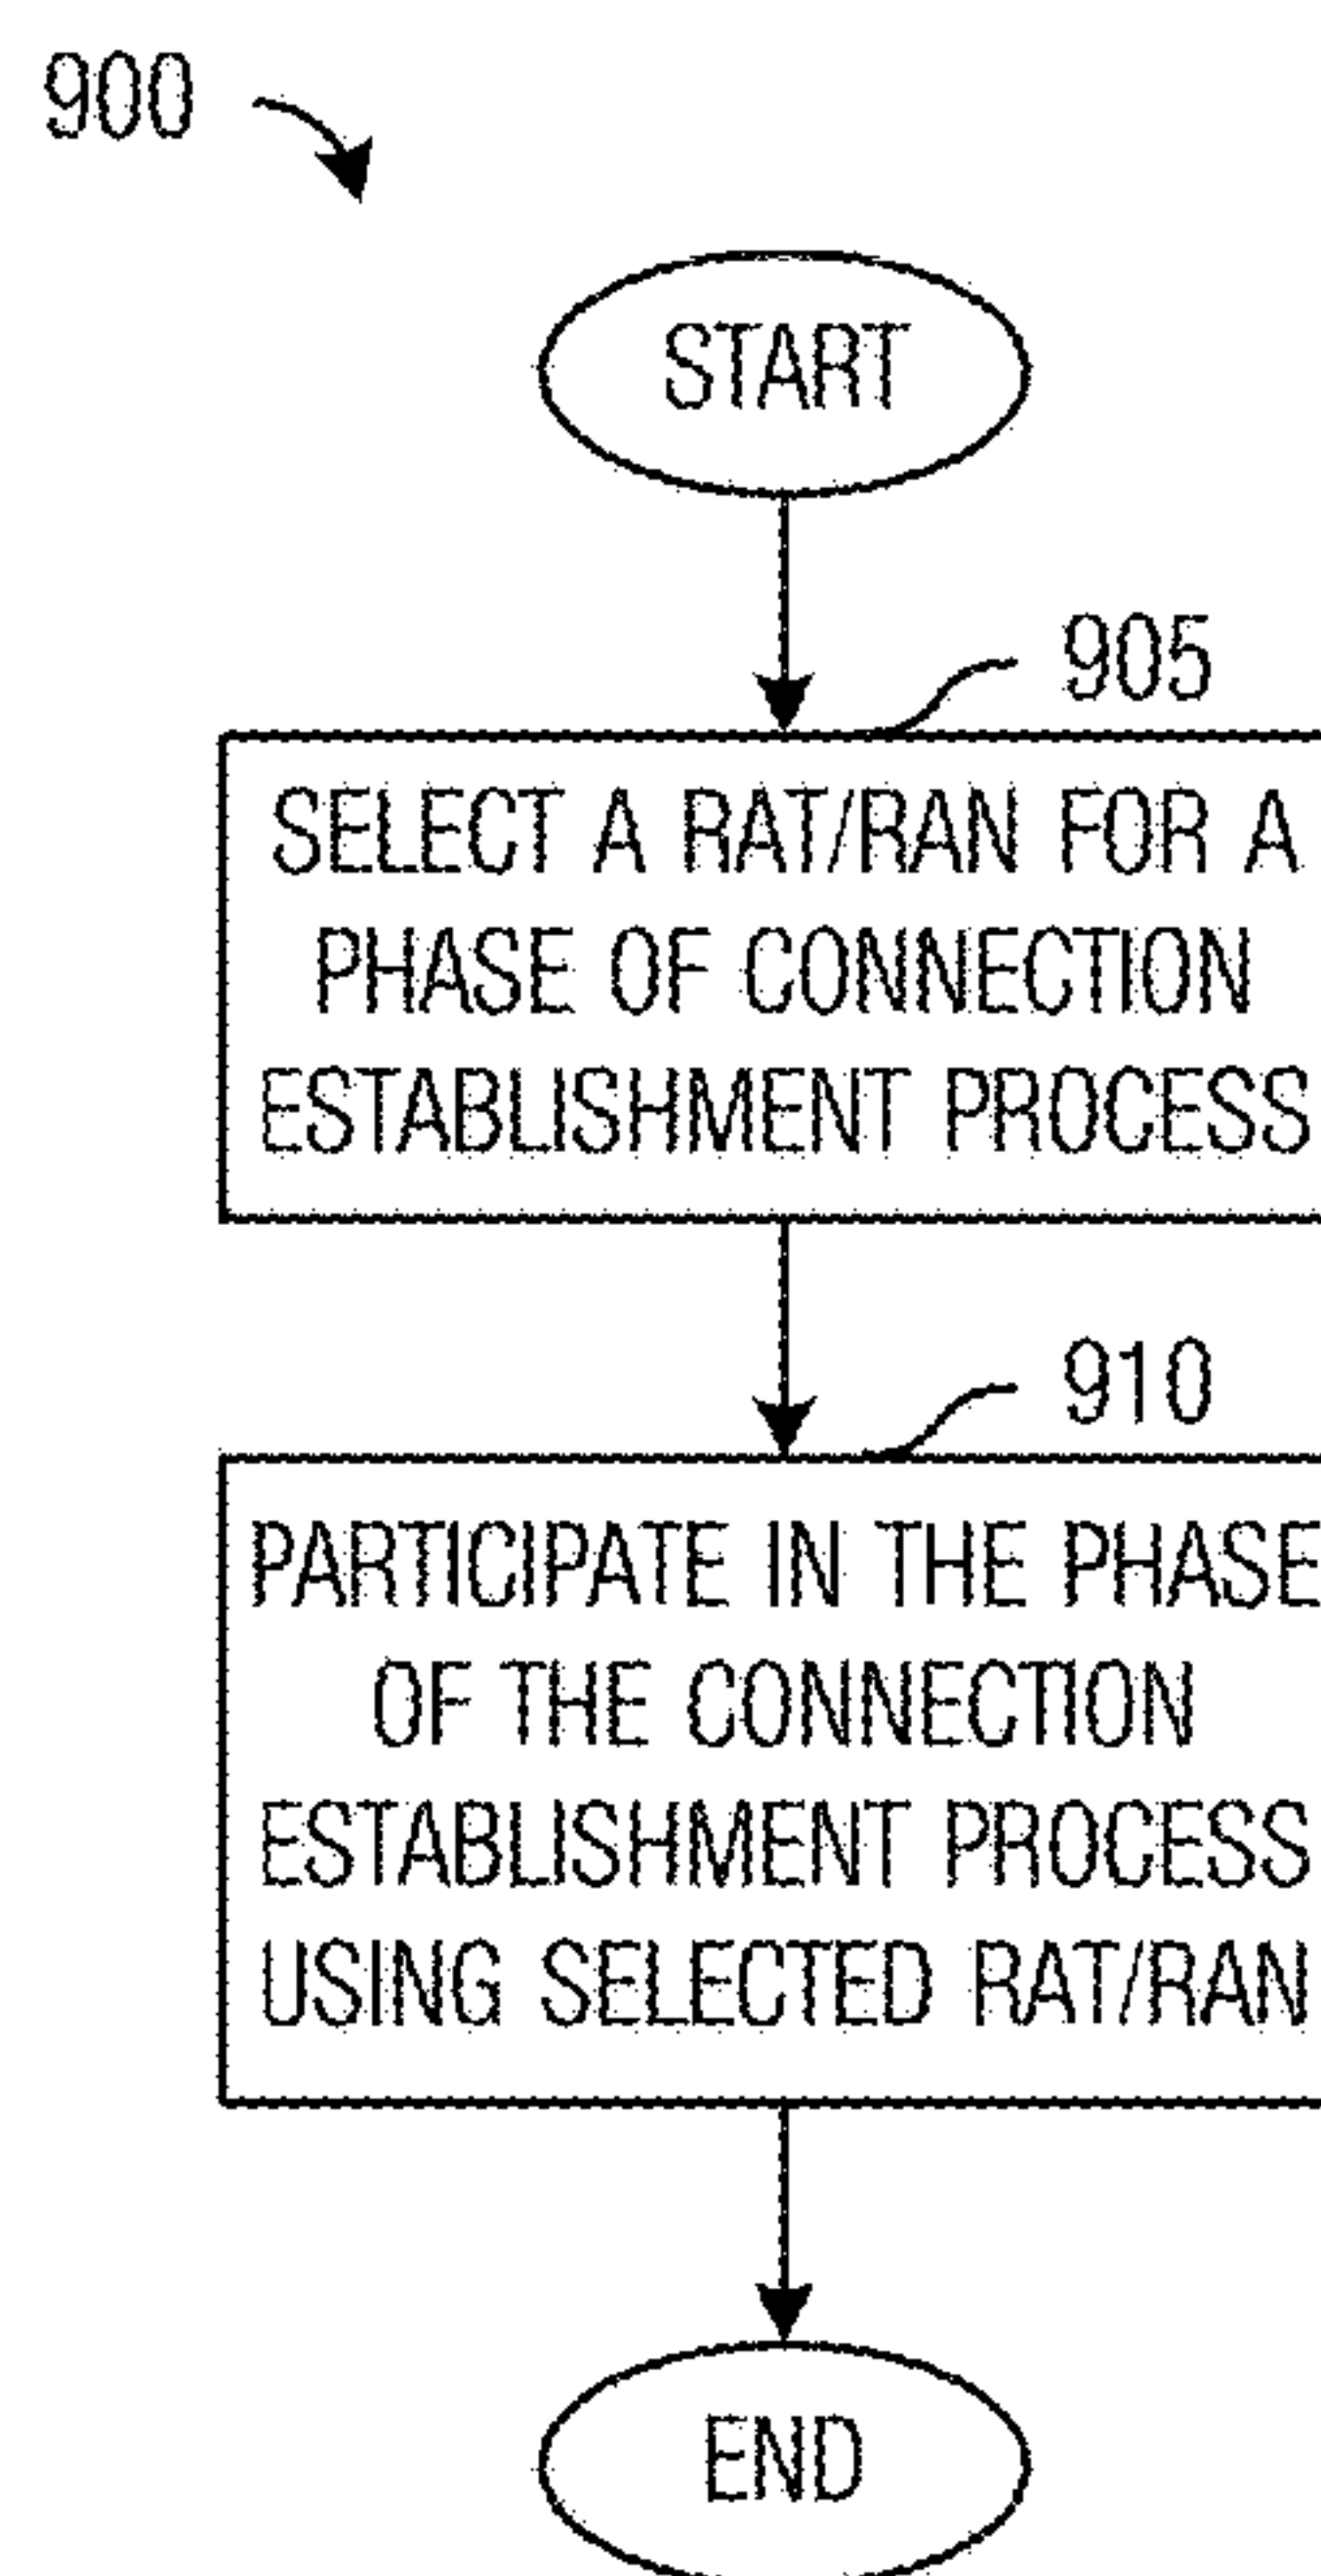 900
START
905
SELECT A RAT/RAN FOR A
PHASE OF CONNECTION
ESTABLISHMENT PROCESS
910
PARTICIPATE IN THE PHASE
OF THE CONNECTION
ESTABLISHMENT PROCESS
USING SELECTED RAT/RAN
END